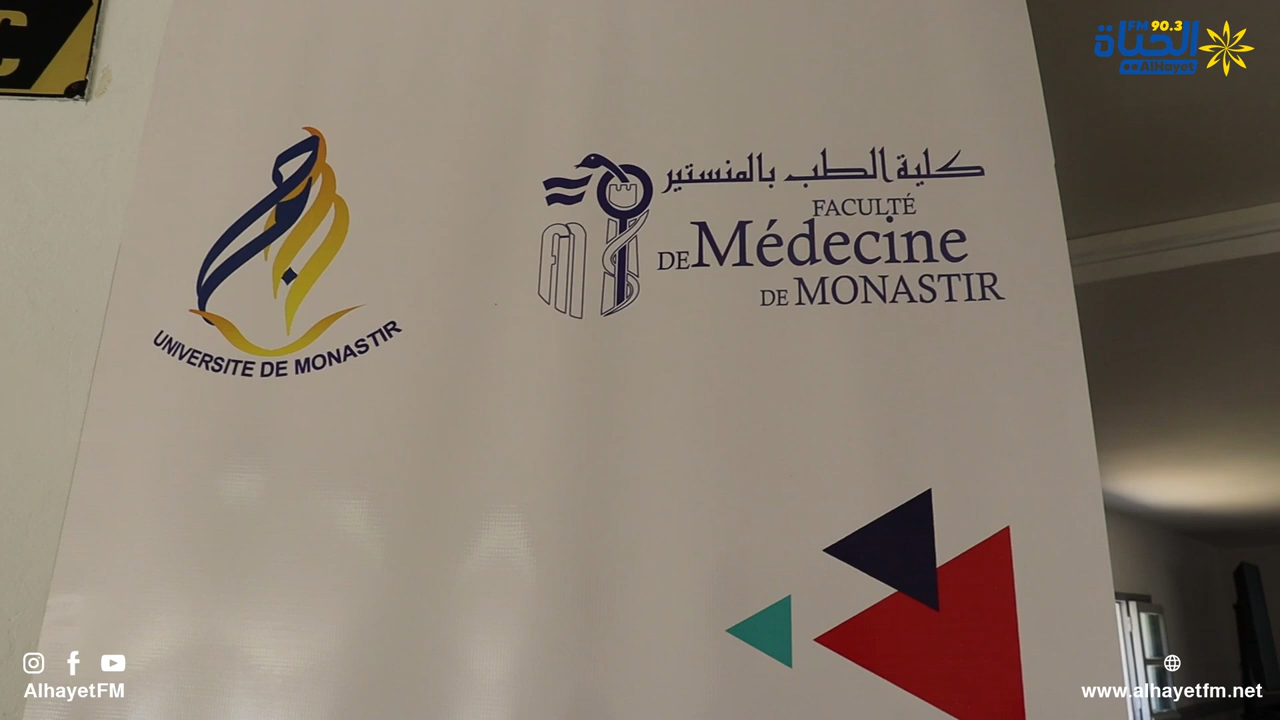 C
FM 90.3
الحياة
AlHayat
كلية الطب بالمنستير
FACULTÉ
DE Médecine
DE MONASTIR
UNIVERSITE DE MONASTIR
AlhayetFM
www.alhayetfm.net